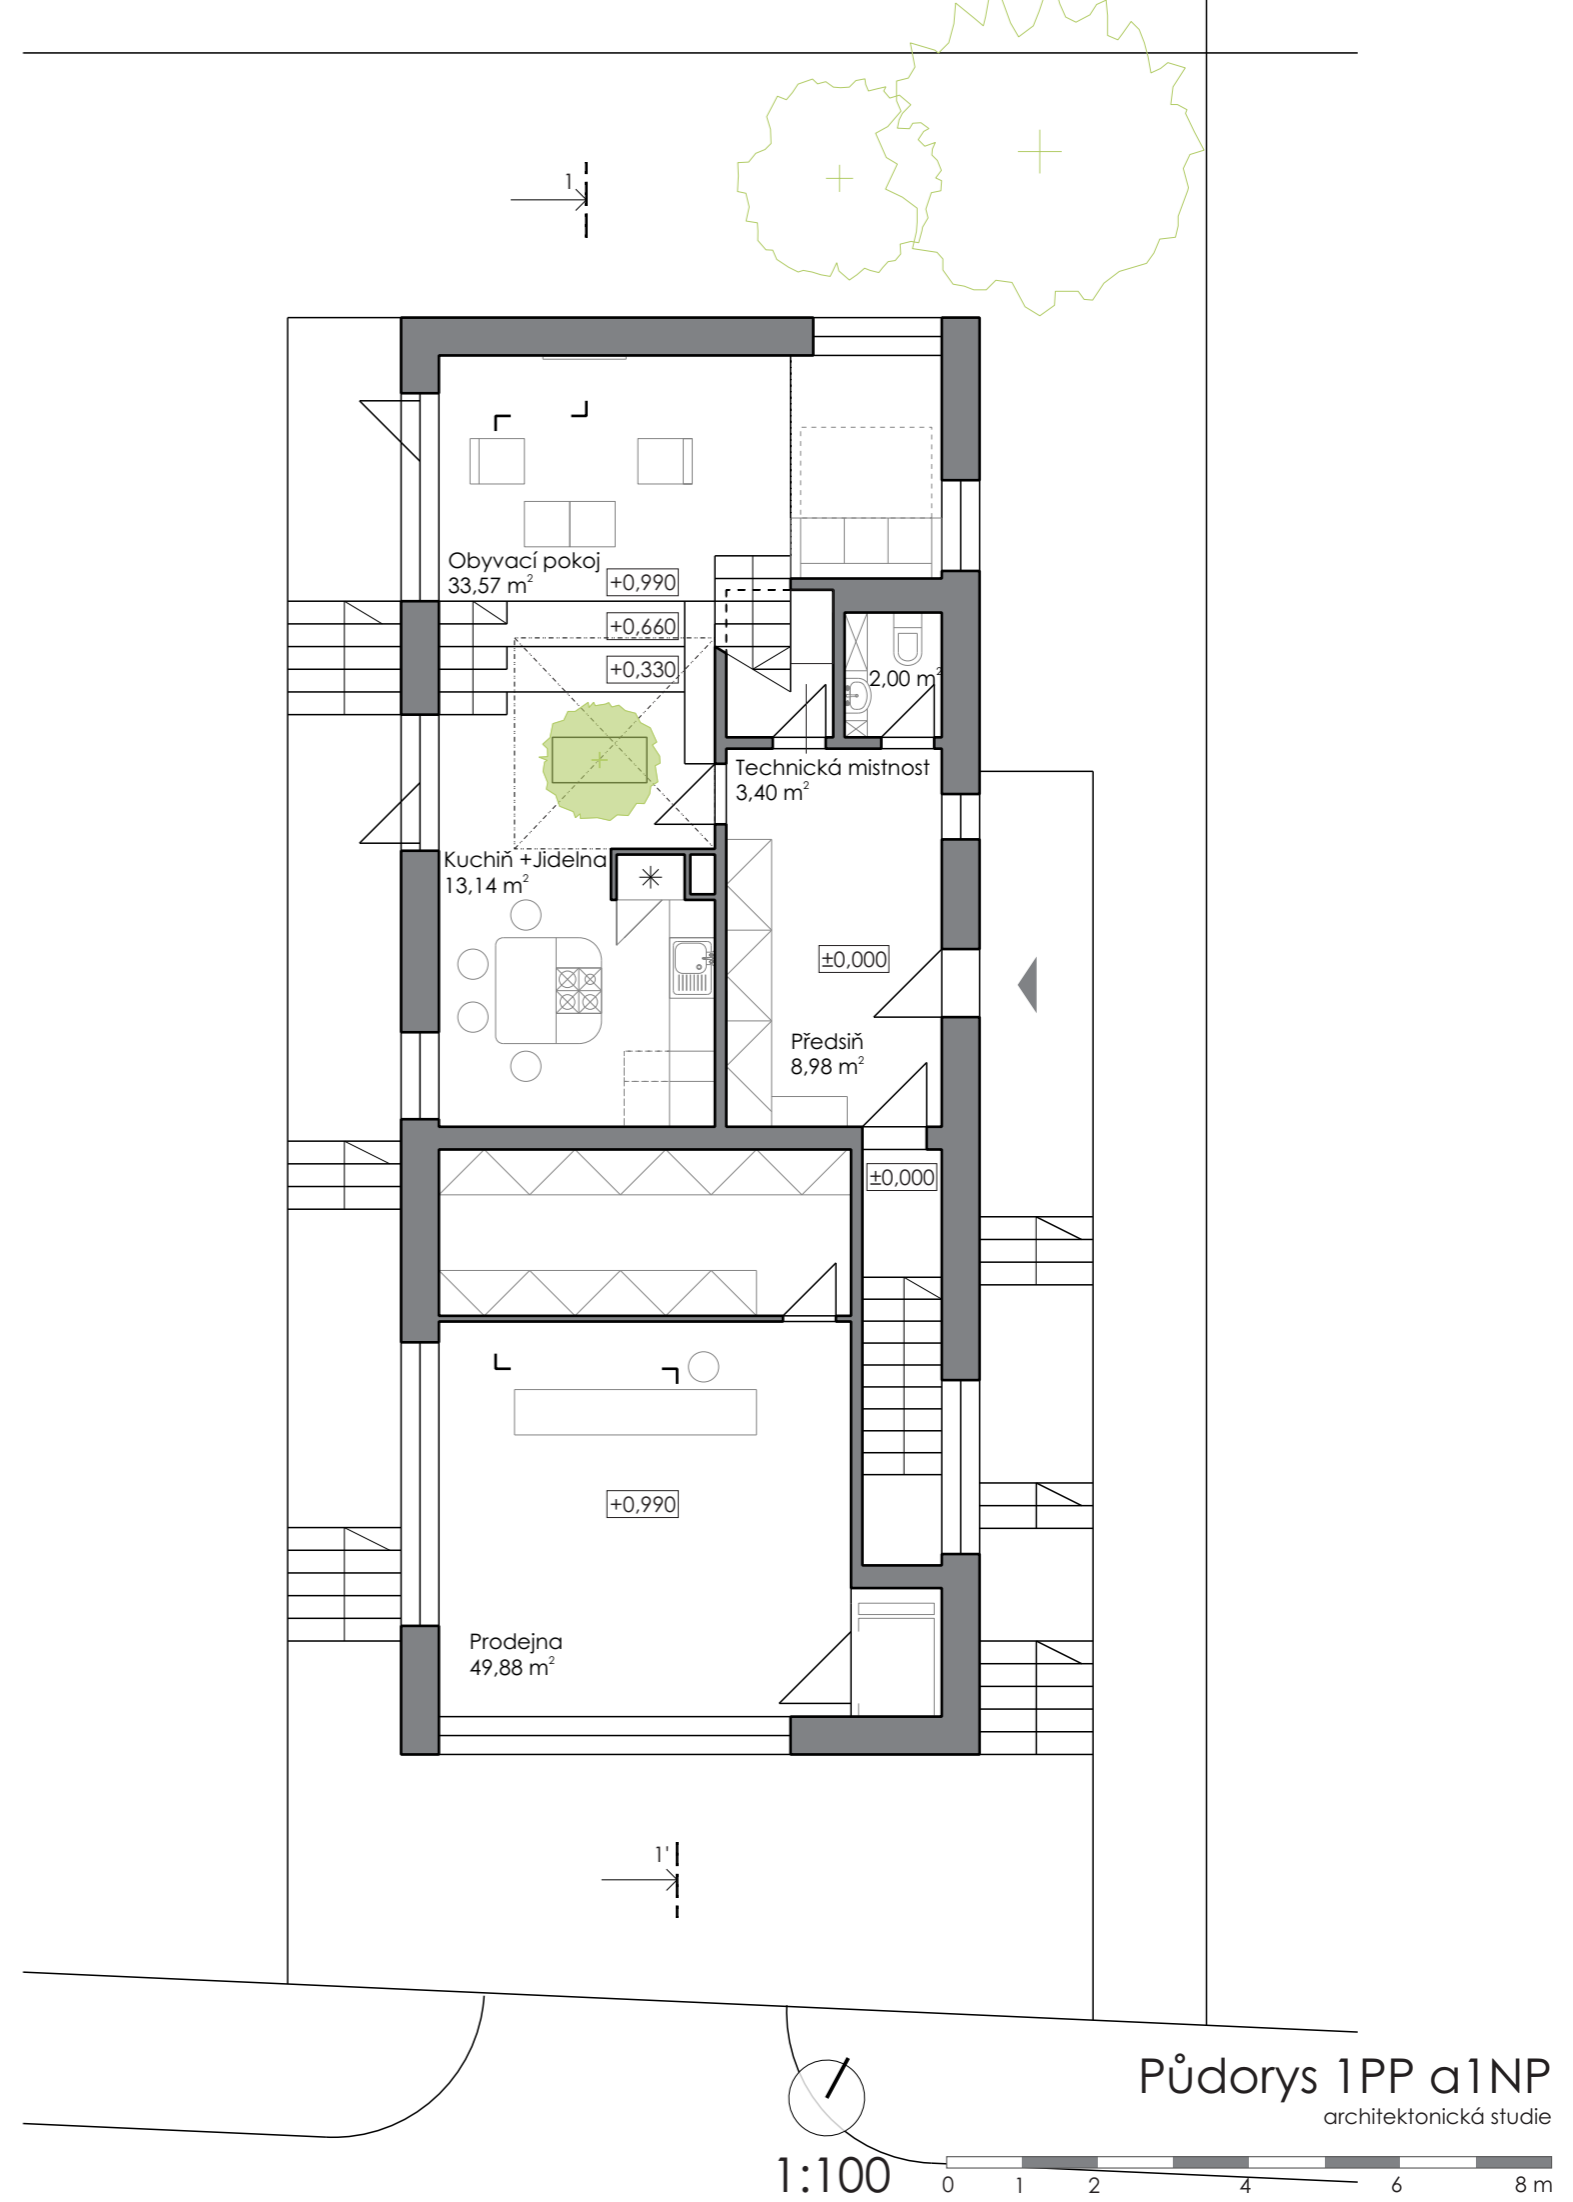 1
Obyvací pokoj
33,57 m²
+0,990
+0,660
+0,330
2,00 m²
Technická mistnost
3,40 m²
Kuchiň +Jidelna
13,14 m²
±0,000
Předsiň
8,98 m²
±0,000
+0,990
Prodejna
49,88 m²
1'
Půdorys 1PP a1NP
architektonická studie
1:100
0 1 2 4 6 8 m